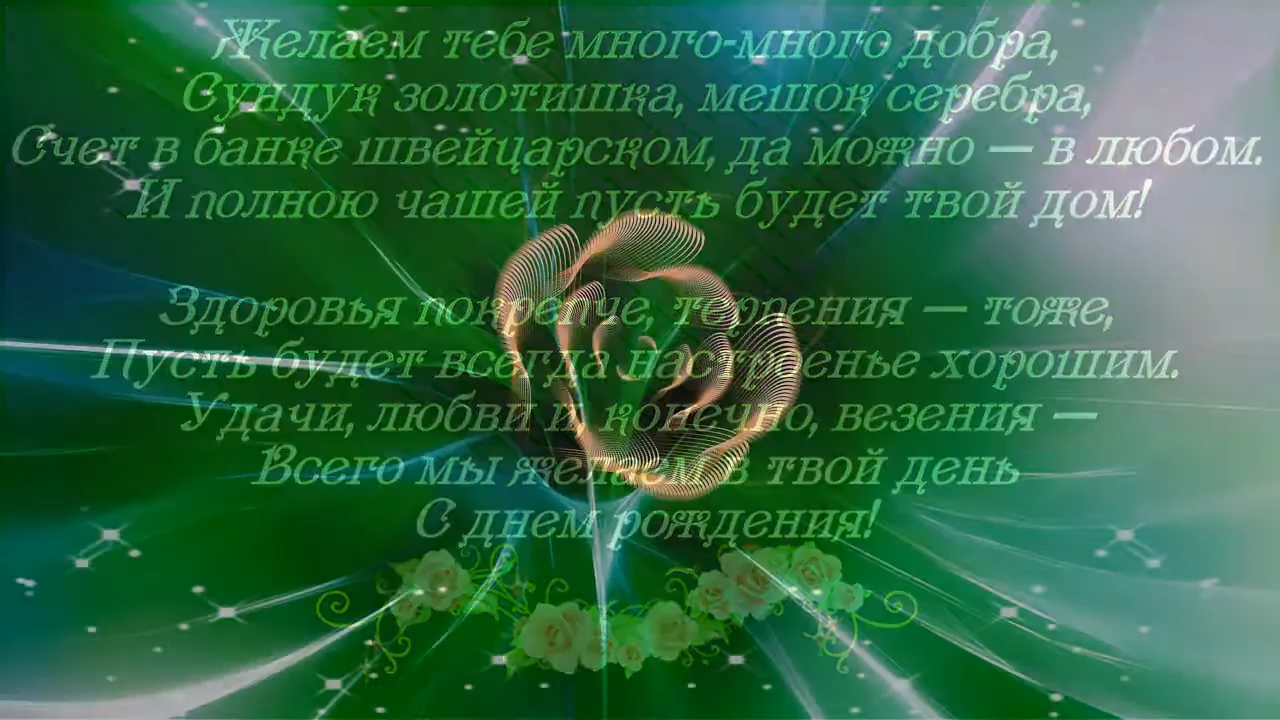 Желаем тебе много-много добра,
Сундук золотишка, мешок серебра,
Счет в банке швейцарском, да можно — в любом.
И полною чашей пусть будет твой дом!
Здоровья покрепче, терпения — тоже,
Пусть будет всегда настроенье хорошим.
Удачи, любви и, конечно, везения —
Всего мы желаем в твой день
С днем рождения!